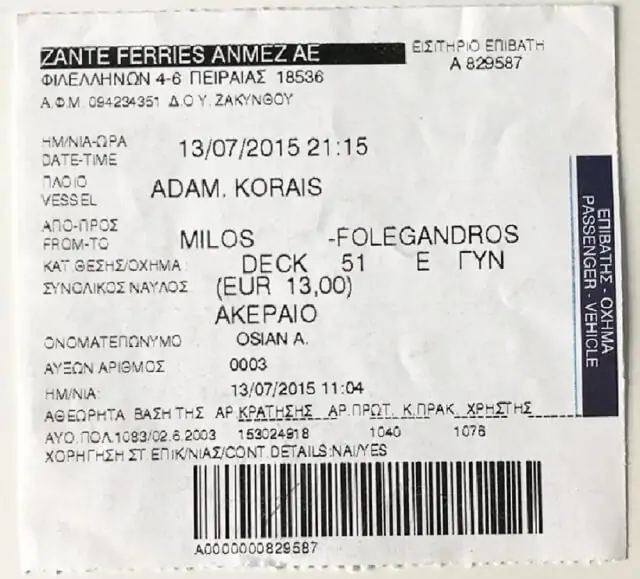 ZANTE FERRIES ΑΝΜΕΖ ΑΕ
ΕΙΣΙΤΗΡΙΟ ΕΠΙΒΑΤΗ
Α 829587
ΦΙΛΕΛΛΗΝΩΝ 4-6 ΠΕΙΡΑΙΑΣ 18536
Α.Φ.Μ. 094234351 Δ.Ο.Υ. ΖΑΚΥΝΘΟΥ
ΗΜ/ΝΙΑ-ΩΡΑ
DATE-TIME
13/07/2015 21:15
ΠΛΟΙΟ
VESSEL
ADAM. KORAIS
ΑΠΟ-ΠΡΟΣ
FROM-TO
MILOS -FOLEGANDROS
ΚΑΤ.ΘΕΣΗΣ/ΟΧΗΜΑ: DECK 51 Ε ΓΥΝ
ΣΥΝΟΛΙΚΟΣ ΝΑΥΛΟΣ (EUR 13,00)
ΑΚΕΡΑΙΟ
ΟΝΟΜΑΤΕΠΩΝΥΜΟ OSIAN A.
ΑΥΞΩΝ ΑΡΙΘΜΟΣ 0003
ΗΜ/ΝΙΑ: 13/07/2015 11:04
ΑΘΕΩΡΗΤΑ ΒΑΣΗ ΤΗΣ ΑΡ.ΚΡΑΤΗΣΗΣ ΑΡ.ΠΡΩΤ. Κ.ΠΡΑΚ. ΧΡΗΣΤΗΣ
ΑΥΟ.ΠΟΛ.1083/02.6.2003 153024918 1040 1076
ΧΟΡΗΓΗΣΗ ΣΤ.ΕΠΙΚ/ΝΙΑΣ/CONT.DETAILS:ΝΑΙ/YES
A0000000829587
ΕΠΙΒΑΤΗΣ - ΟΧΗΜΑ
PASSENGER - VEHICLE